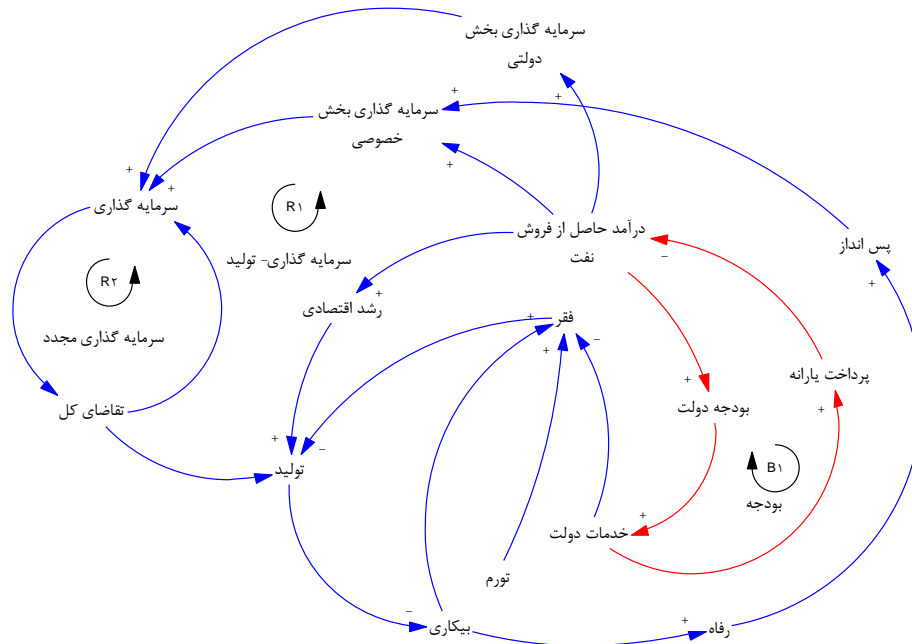 سرمایه گذاری بخش
دولتی
+
+
سرمایه گذاری بخش
خصوصی
+
+
+
سرمایه گذاری
R۱
سرمایه گذاری- تولید
درآمد حاصل از فروش
نفت
–
پس انداز
+
R۲
سرمایه گذاری مجدد
+
رشد اقتصادی
+
فقر
+
–
پرداخت یارانه
+
+
بودجه دولت
تقاضای کل
+
–
تولید
B۱
بودجه
+
خدمات دولت
تورم
–
بیکاری
+
رفاه